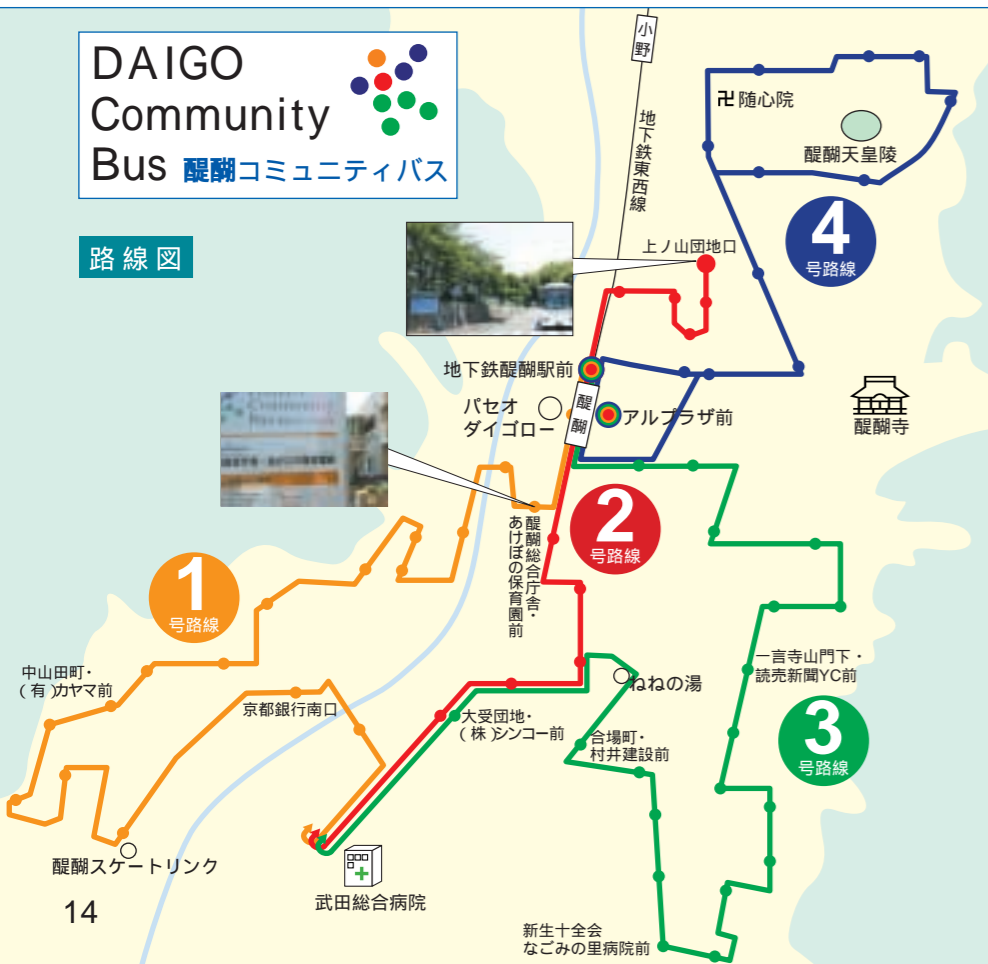 DAIGO
Community
Bus 醍醐コミュニティバス
路線図
小野
地下鉄東西線
卍随心院
醍醐天皇陵
4
号路線
上ノ山団地口
地下鉄醍醐駅前
パセオ
ダイゴロー
醍醐
アルプラザ前
醍醐寺
2
号路線
醍醐総合庁舎・
あけぼの保育園前
1
号路線
中山田町・
(有)カヤマ前
京都銀行南口
大受団地・
(株)シンコー前
ねねの湯
合場町・
村井建設前
一言寺山門下・
読売新聞YC前
3
号路線
醍醐スケートリンク
武田総合病院
新生十全会
なごみの里病院前
14